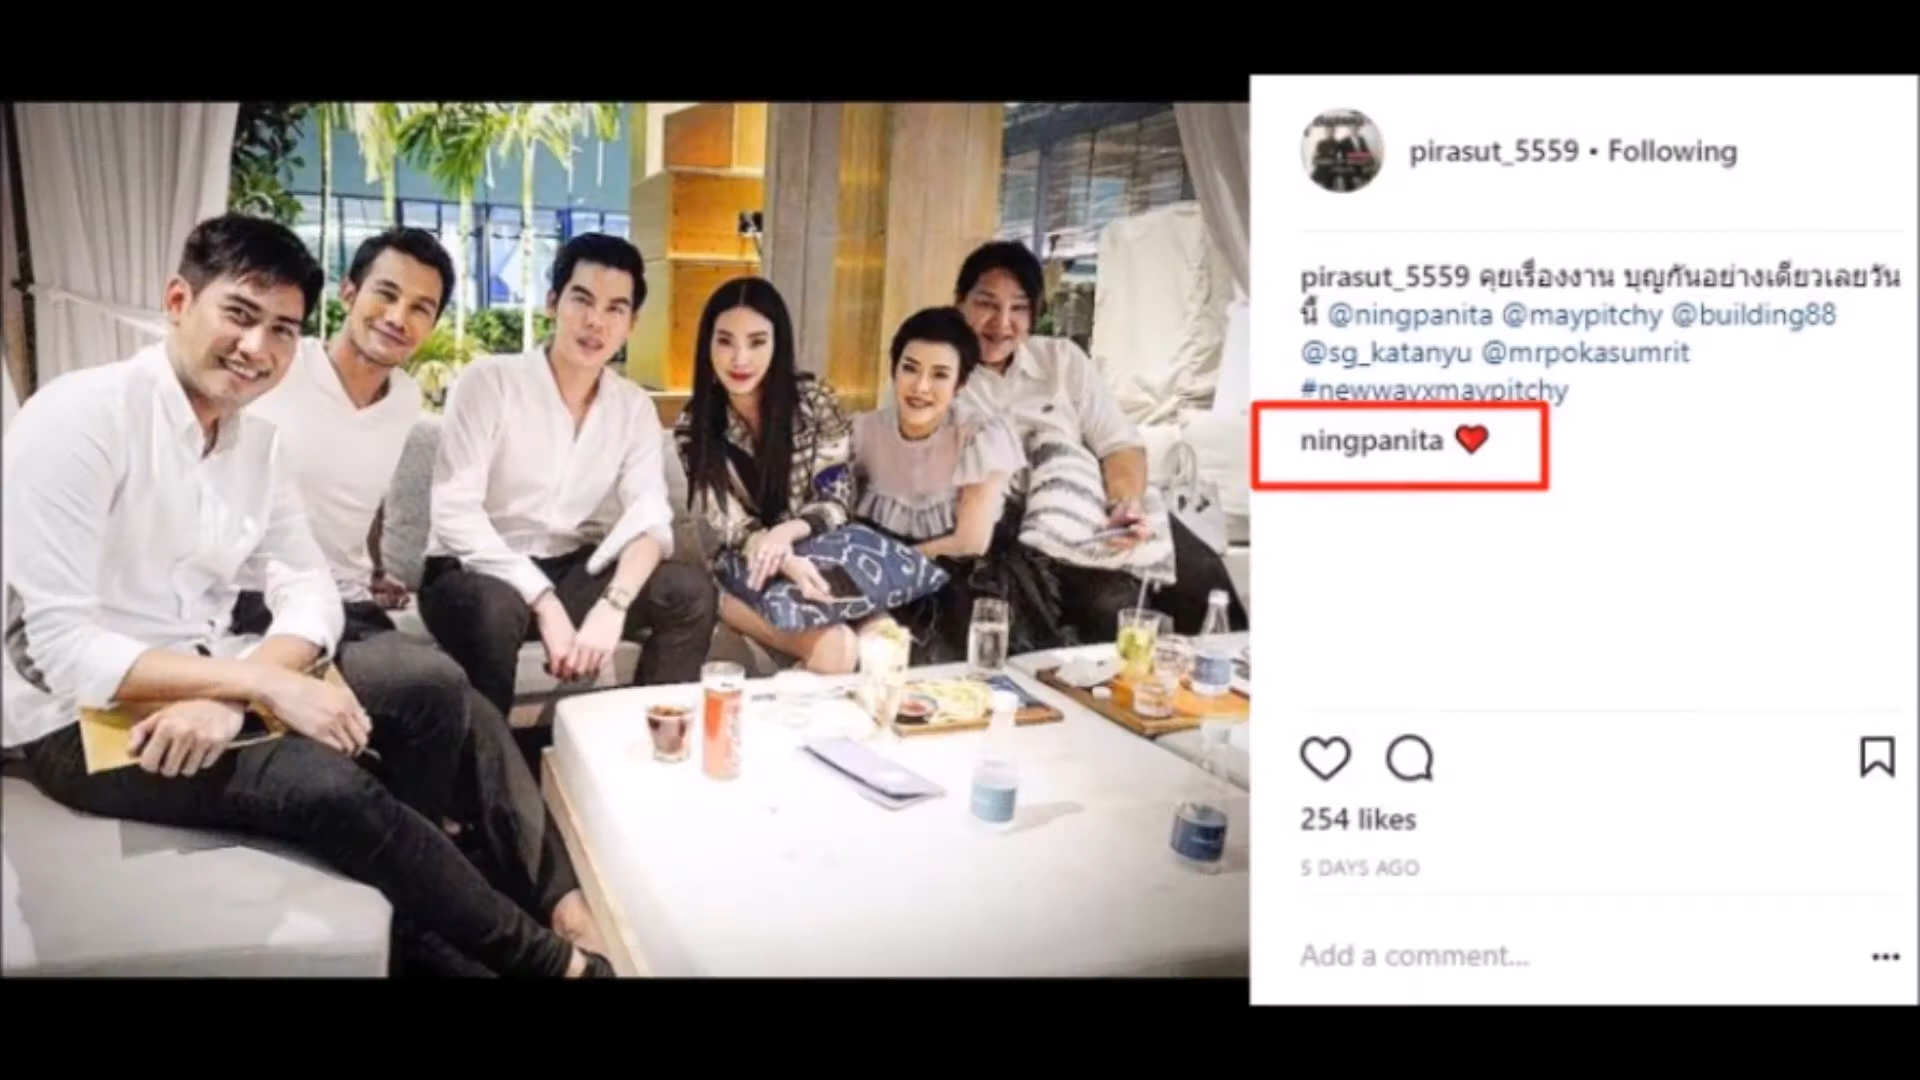 pirasut_5559 • Following
pirasut_5559 คุยเรื่องงาน บุญกันอย่างเดียวเลยวัน
นี้ @ningpanita @maypitchy @building88
@sg_katanyu @mrpokasumrit
#newwayxmaypitchy
ningpanita ❤️
254 likes
5 DAYS AGO
Add a comment...